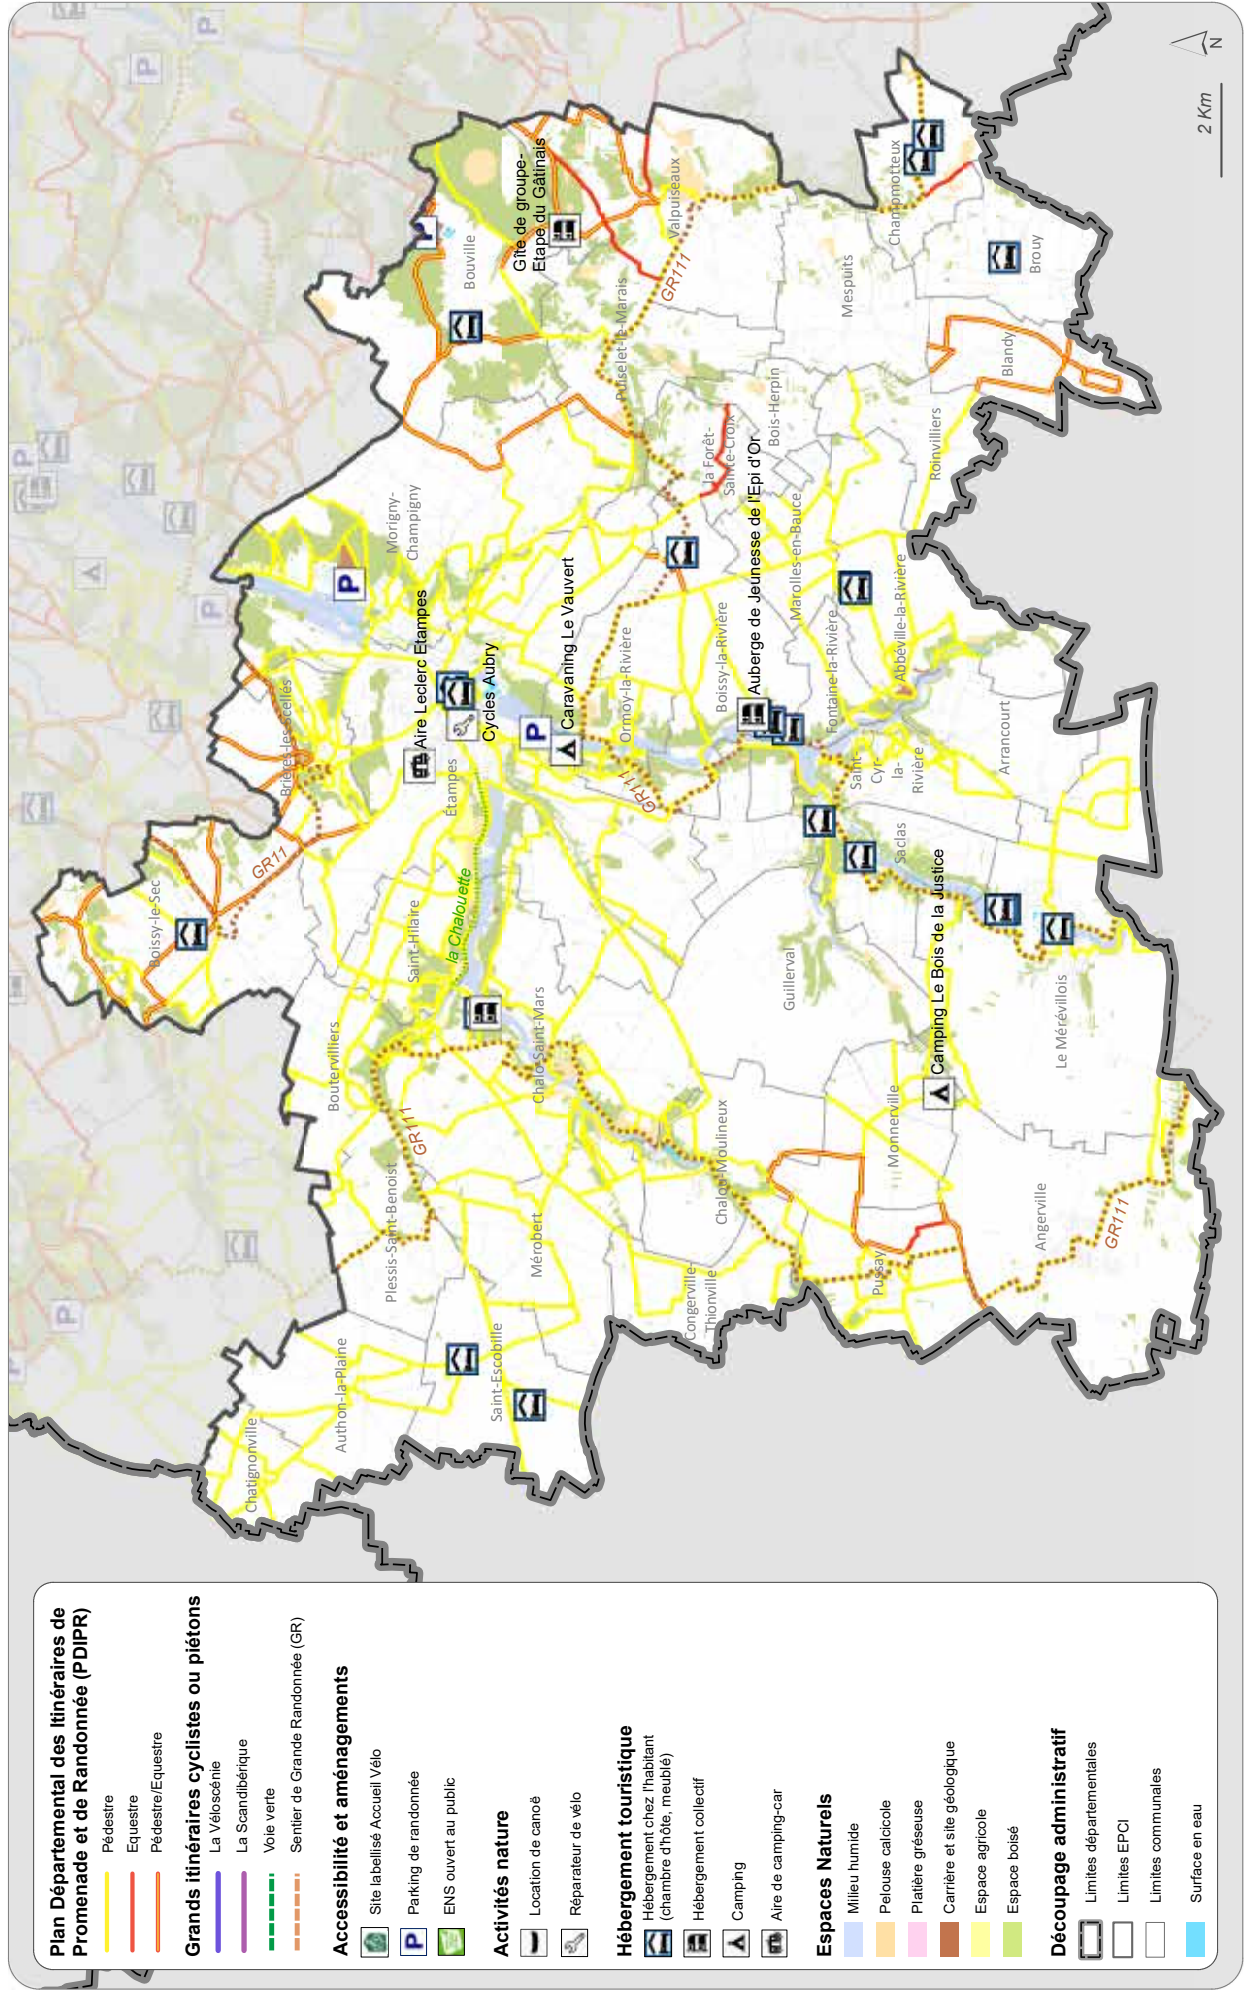 Plan Départemental des Itinéraires de
Promenade et de Randonnée (PDIPR)
Pédestre
Equestre
Pédestre/Equestre
Grands itinéraires cyclistes ou piétons
La Véloscénie
La Scandibérique
Voie verte
Sentier de Grande Randonnée (GR)
Accessibilité et aménagements
Site labellisé Accueil Vélo
P
Parking de randonnée
ENS ouvert au public
Activités nature
Location de canoë
Réparateur de vélo
Hébergement touristique
Hébergement chez l'habitant
(chambre d'hôte, meublé)
Hébergement collectif
Camping
Aire de camping-car
Espaces Naturels
Milieu humide
Pelouse calcicole
Platière gréseuse
Carrière et site géologique
Espace agricole
Espace boisé
Découpage administratif
Limites départementales
Limites EPCI
Limites communales
Surface en eau
Chatignonville
Authon-la-Plaine
Saint-Escobille
Plessis-Saint-Benoist
Mérobert
Congerville-
Thionville
Pussay
Angerville
GR111
Chalou-Moulineux
Monnerville
Boutervilliers
GR111
Chalo-Saint-Mars
Saint-Hilaire
la Chalouette
Guillerval
Le Mérévillois
Camping Le Bois de la Justice
Boissy-le-Sec
GR11
Brières-les-Scellés
Étampes
Aire Leclerc Etampes
Cycles Aubry
P
Caravaning Le Vauvert
GR111
Ormoy-la-Rivière
Boissy-la-Rivière
Auberge de Jeunesse de l'Epi d'Or
Fontaine-la-Rivière
Saint-
Cyr-
la-
Rivière
Saclas
Arrancourt
Abbéville-la-Rivière
Marolles-en-Bauce
P
Morigny-
Champigny
la Forêt-
Sainte-Croix
Bois-Herpin
Roinvilliers
Blandy
Mespuits
Brouy
Champmotteux
Puiselet-le-Marais
GR111
Valpuiseaux
Bouville
P
Gîte de groupe-
Etape du Gâtinais
P
P
P
P
P
2 Km
N